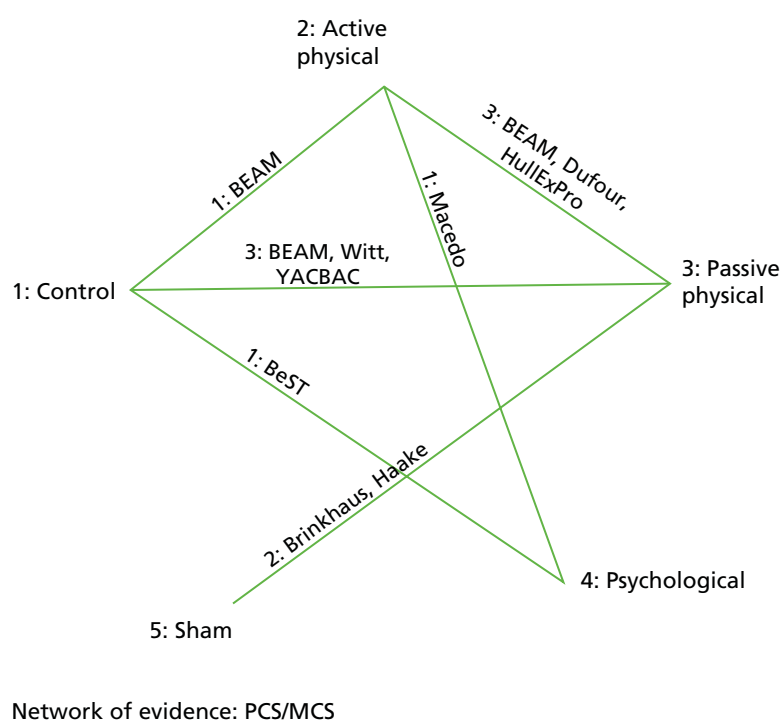 2: Active
physical
3: BEAM, Dufour,
HullExPro
1: BEAM
1: Macedo
3: BEAM, Witt,
YACBAC
1: Control
3: Passive
physical
1: BeST
2: Brinkhaus, Haake
4: Psychological
5: Sham
Network of evidence: PCS/MCS